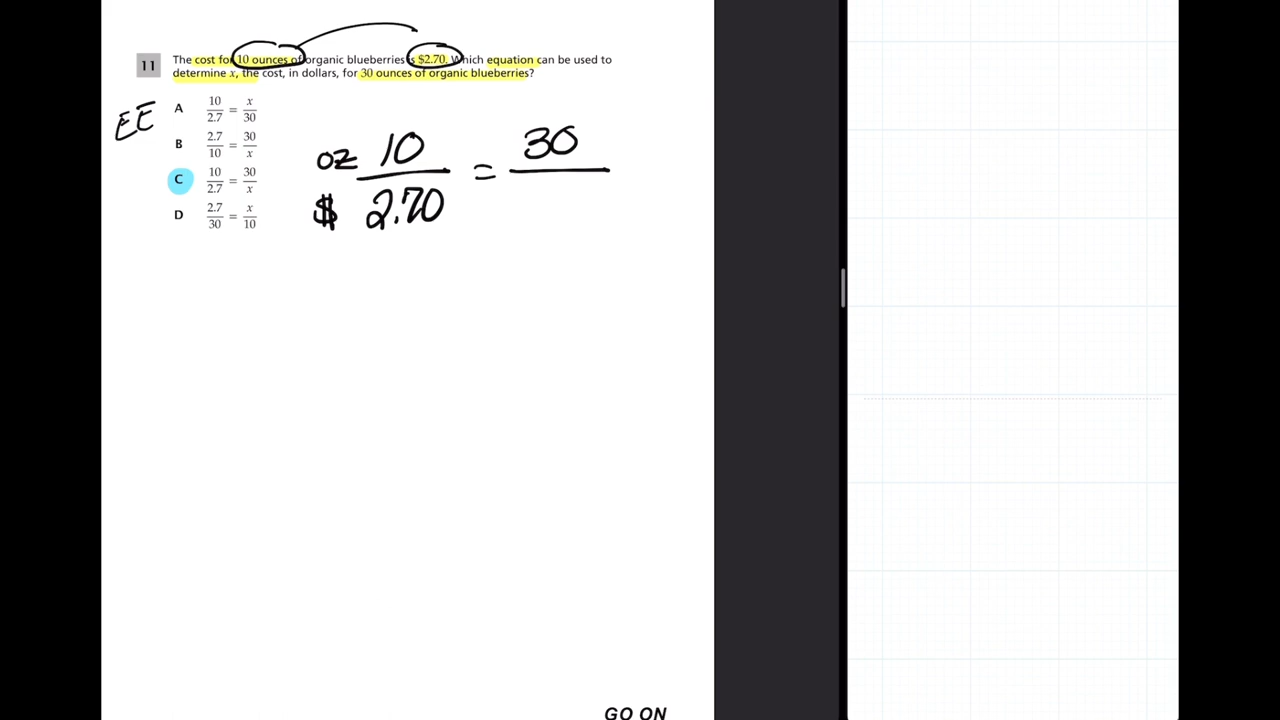 11 The cost for 10 ounces of organic blueberries is $2.70. Which equation can be used to
determine x, the cost, in dollars, for 30 ounces of organic blueberries?
EE
A 10/2.7 = x/30
B 2.7/10 = 30/x
C 10/2.7 = 30/x
D 2.7/30 = x/10
oz 10 = 30
$ 2.70
GO ON